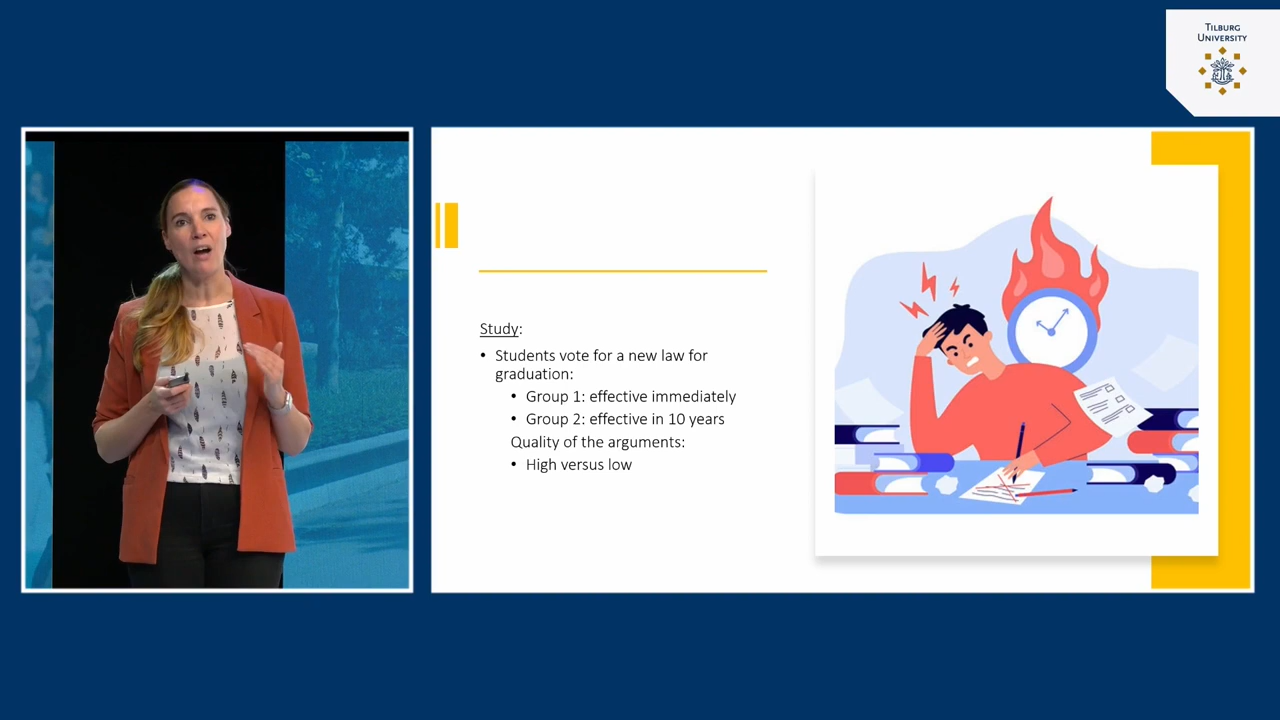 TILBURG
UNIVERSITY
Study:
• Students vote for a new law for
graduation:
• Group 1: effective immediately
• Group 2: effective in 10 years
Quality of the arguments:
• High versus low